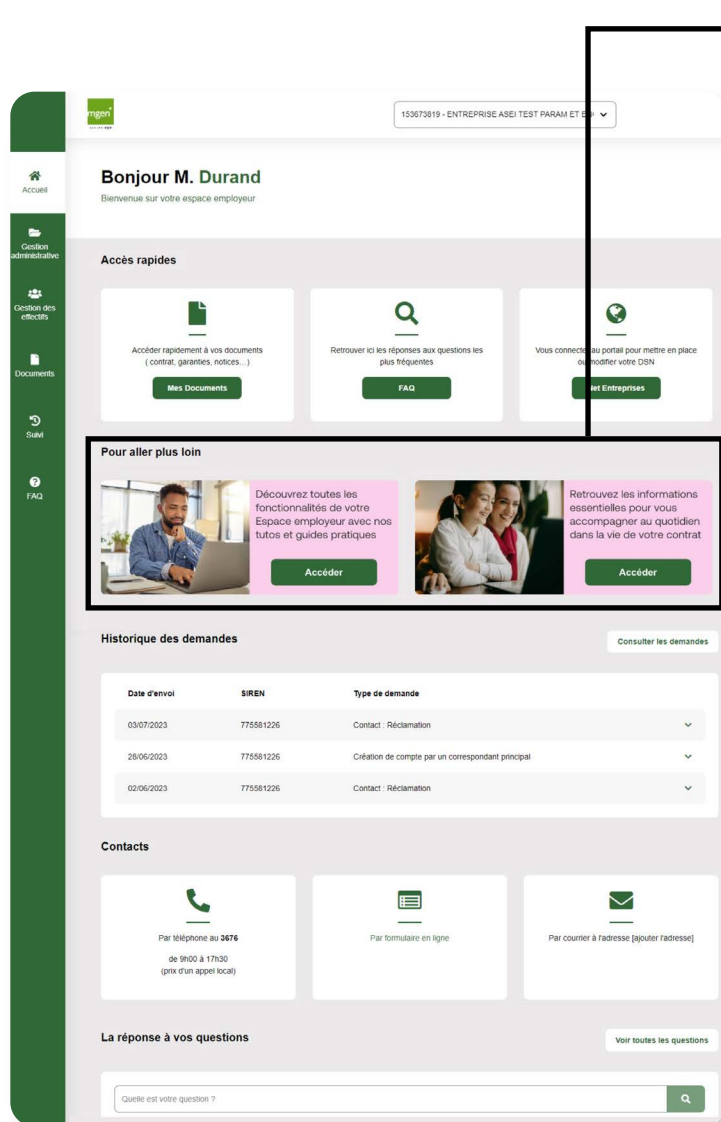 mgen
153673819 - ENTREPRISE ASEI TEST PARAM ET
Accueil
Gestion
administrative
Gestion des
effectifs
Documents
Suivi
FAQ
Bonjour M. Durand
Bienvenue sur votre espace employeur
Accès rapides
Accéder rapidement à vos documents
( contrat, garanties, notices…)
Mes Documents
Retrouver ici les réponses aux questions les
plus fréquentes
FAQ
Vous connecter au portail pour mettre en place
ou modifier votre DSN
Net Entreprises
Pour aller plus loin
Découvrez toutes les
fonctionnalités de votre
Espace employeur avec nos
tutos et guides pratiques
Accéder
Retrouvez les informations
essentielles pour vous
accompagner au quotidien
dans la vie de votre contrat
Accéder
Historique des demandes
Consulter les demandes
Date d'envoi SIREN Type de demande
03/07/2023 775581226 Contact : Réclamation
28/06/2023 775581226 Création de compte par un correspondant principal
02/06/2023 775581226 Contact : Réclamation
Contacts
Par téléphone au 3676
de 9h00 à 17h30
(prix d'un appel local)
Par formulaire en ligne
Par courrier à l'adresse [ajouter l'adresse]
La réponse à vos questions
Voir toutes les questions
Quelle est votre question ?